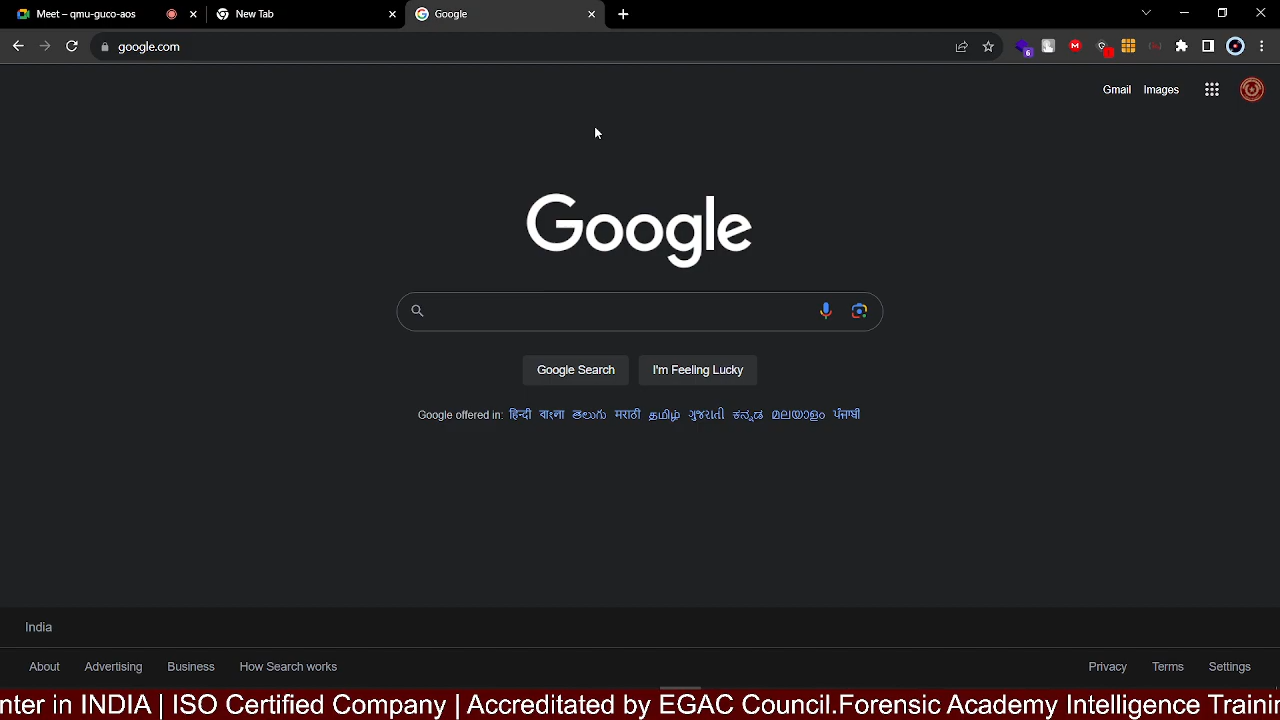 Meet – qmu-guco-aos
New Tab
Google
google.com
6
Gmail Images
Google
Google Search I'm Feeling Lucky
Google offered in: हिन्दी বাংলা తెలుగు मराठी தமிழ் ગુજરાતી ಕನ್ನಡ മലയാളം ਪੰਜਾਬੀ
India
About Advertising Business How Search works Privacy Terms Settings
nter in INDIA | ISO Certified Company | Accredited by EGAC Council.Forensic Academy Intelligence Trainin